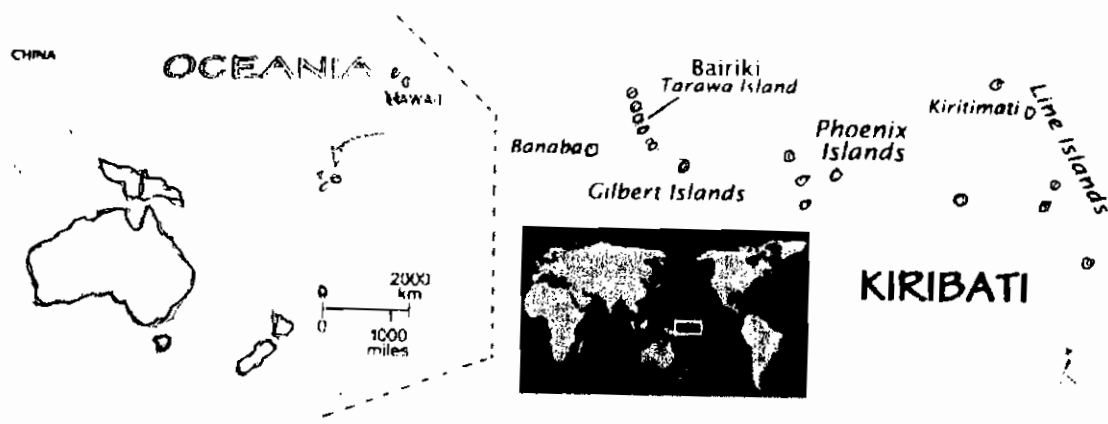 CHINA
OCEANIA
HAWAII
0
2000
km
0
1000
miles
Bairiki
Tarawa Island
Banaba
Gilbert Islands
Phoenix
Islands
Kiritimati
Line Islands
KIRIBATI